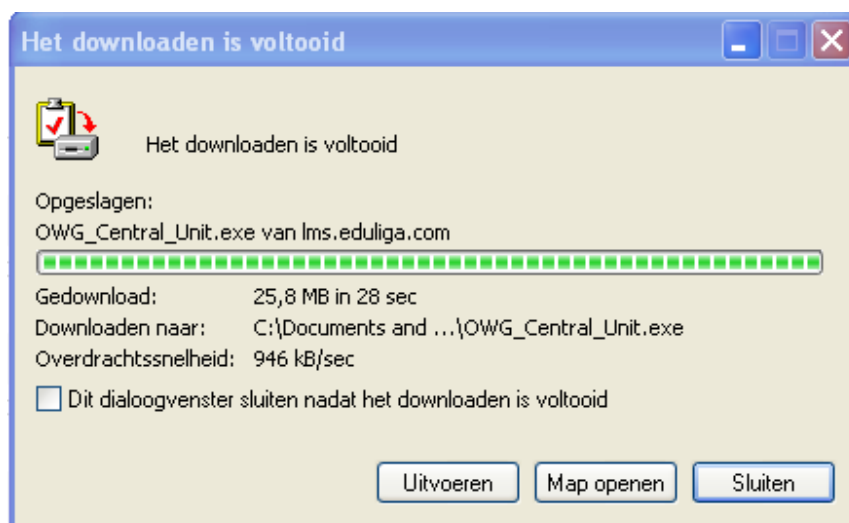 Het downloaden is voltooid
Het downloaden is voltooid
Opgeslagen:
OWG_Central_Unit.exe van lms.eduliga.com
Gedownload: 25,8 MB in 28 sec
Downloaden naar: C:\Documents and ...\OWG_Central_Unit.exe
Overdrachtssnelheid: 946 kB/sec
Dit dialoogvenster sluiten nadat het downloaden is voltooid
Uitvoeren Map openen Sluiten